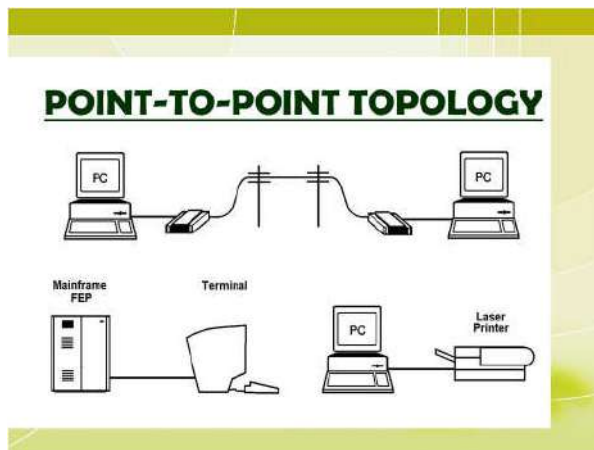 POINT-TO-POINT TOPOLOGY
PC
PC
Mainframe
FEP
Terminal
PC
Laser
Printer